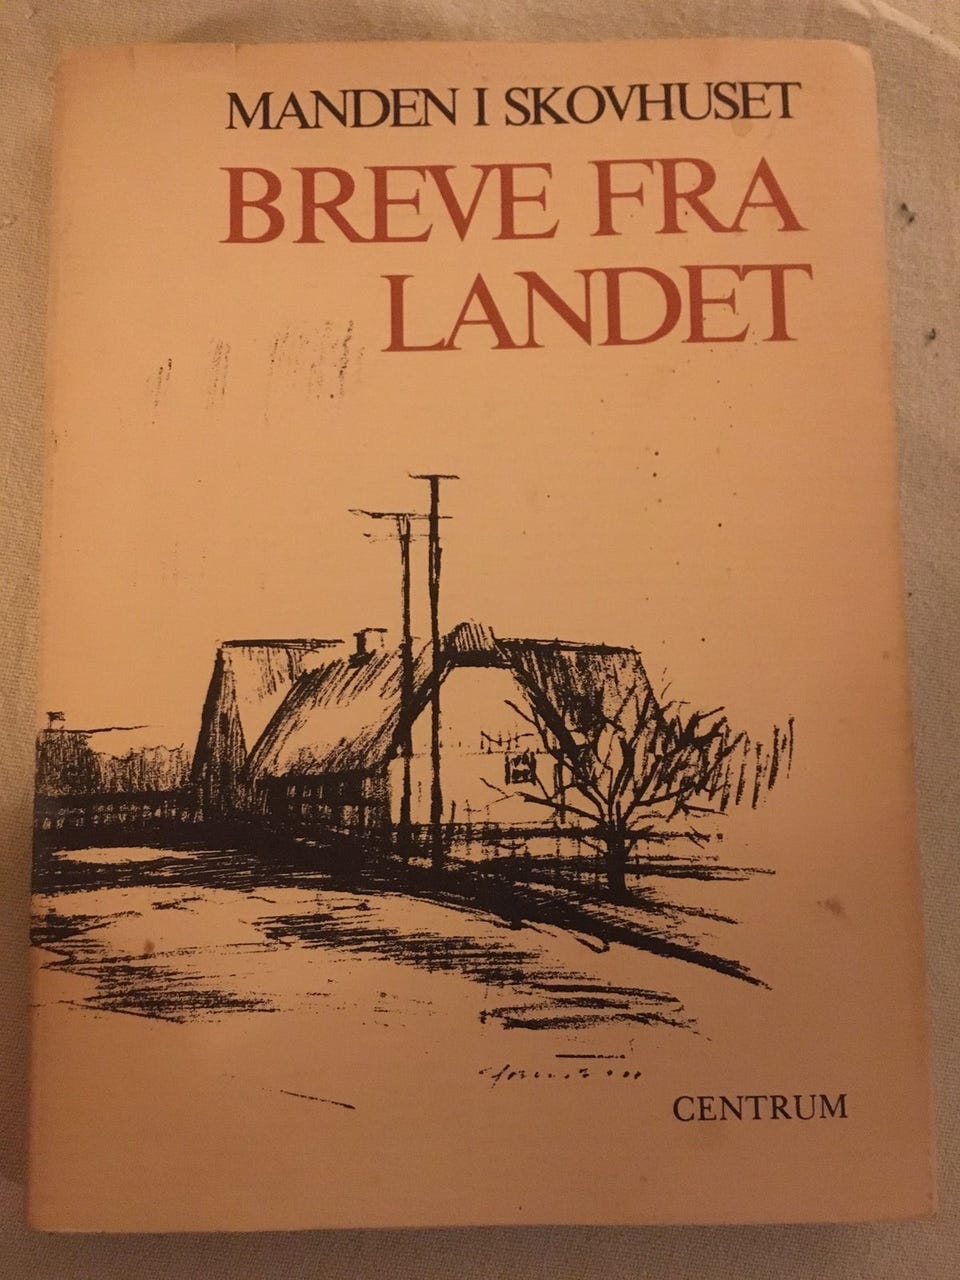 MANDEN I SKOVHUSET
BREVE FRA
LANDET
CENTRUM